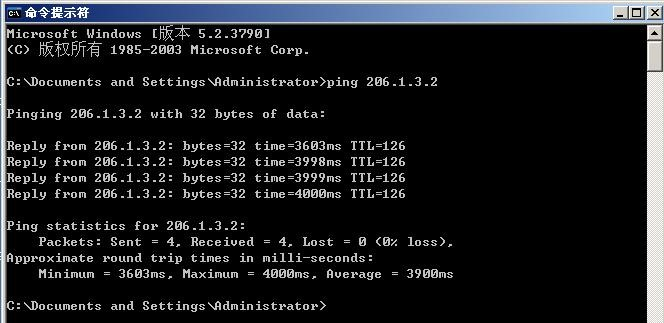 命令提示符
Microsoft Windows [版本 5.2.3790]
(C) 版权所有 1985-2003 Microsoft Corp.
C:\Documents and Settings\Administrator>ping 206.1.3.2
Pinging 206.1.3.2 with 32 bytes of data:
Reply from 206.1.3.2: bytes=32 time=3603ms TTL=126
Reply from 206.1.3.2: bytes=32 time=3998ms TTL=126
Reply from 206.1.3.2: bytes=32 time=3999ms TTL=126
Reply from 206.1.3.2: bytes=32 time=4000ms TTL=126
Ping statistics for 206.1.3.2:
    Packets: Sent = 4, Received = 4, Lost = 0 (0% loss),
Approximate round trip times in milli-seconds:
    Minimum = 3603ms, Maximum = 4000ms, Average = 3900ms
C:\Documents and Settings\Administrator>